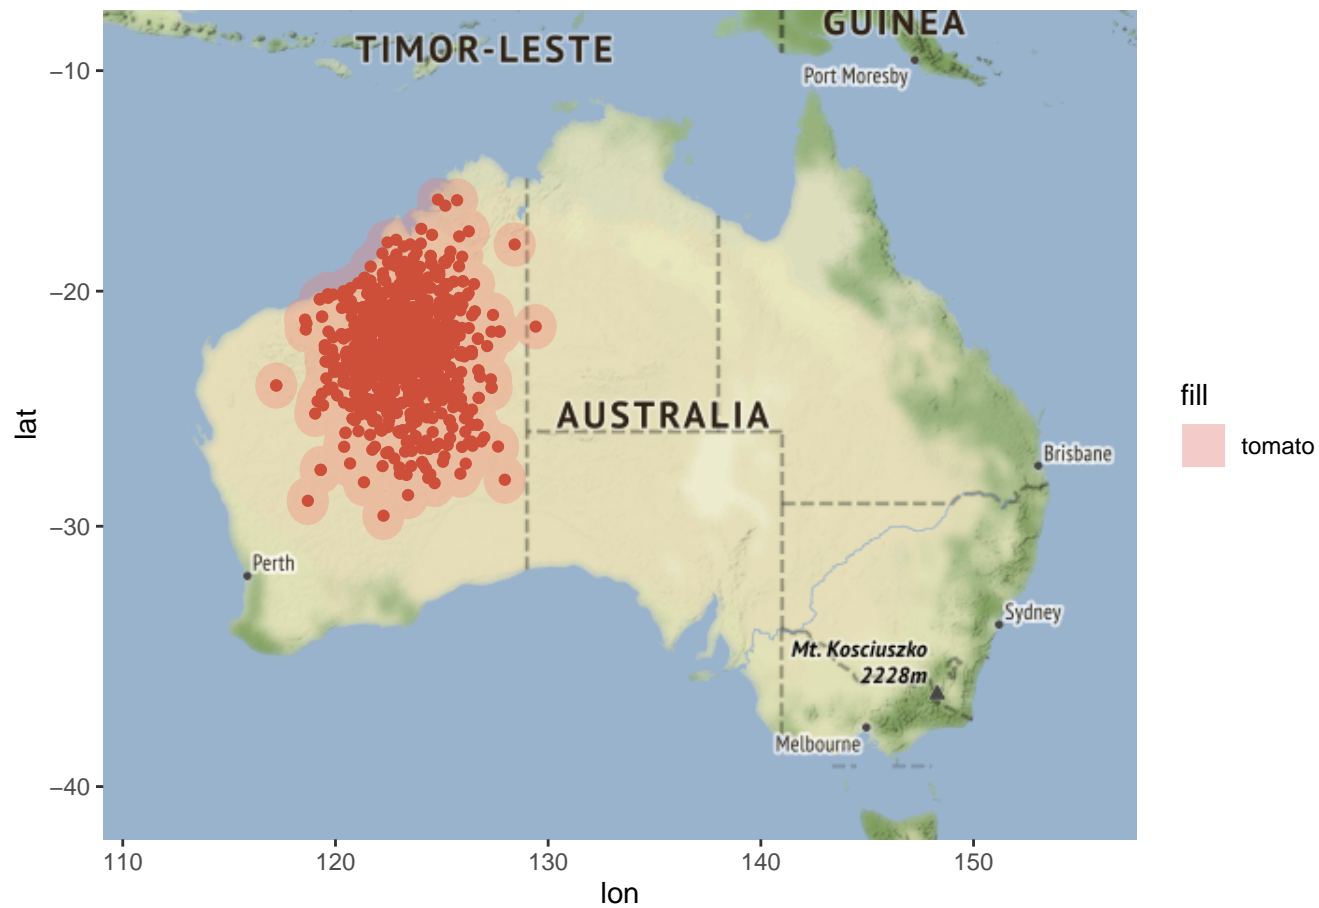 GUINEA
TIMOR-LESTE
Port Moresby
−10
−20
−30
−40
lat
AUSTRALIA
Brisbane
Perth
Sydney
Mt. Kosciuszko
2228m
Melbourne
110
120
130
140
150
lon
fill
tomato